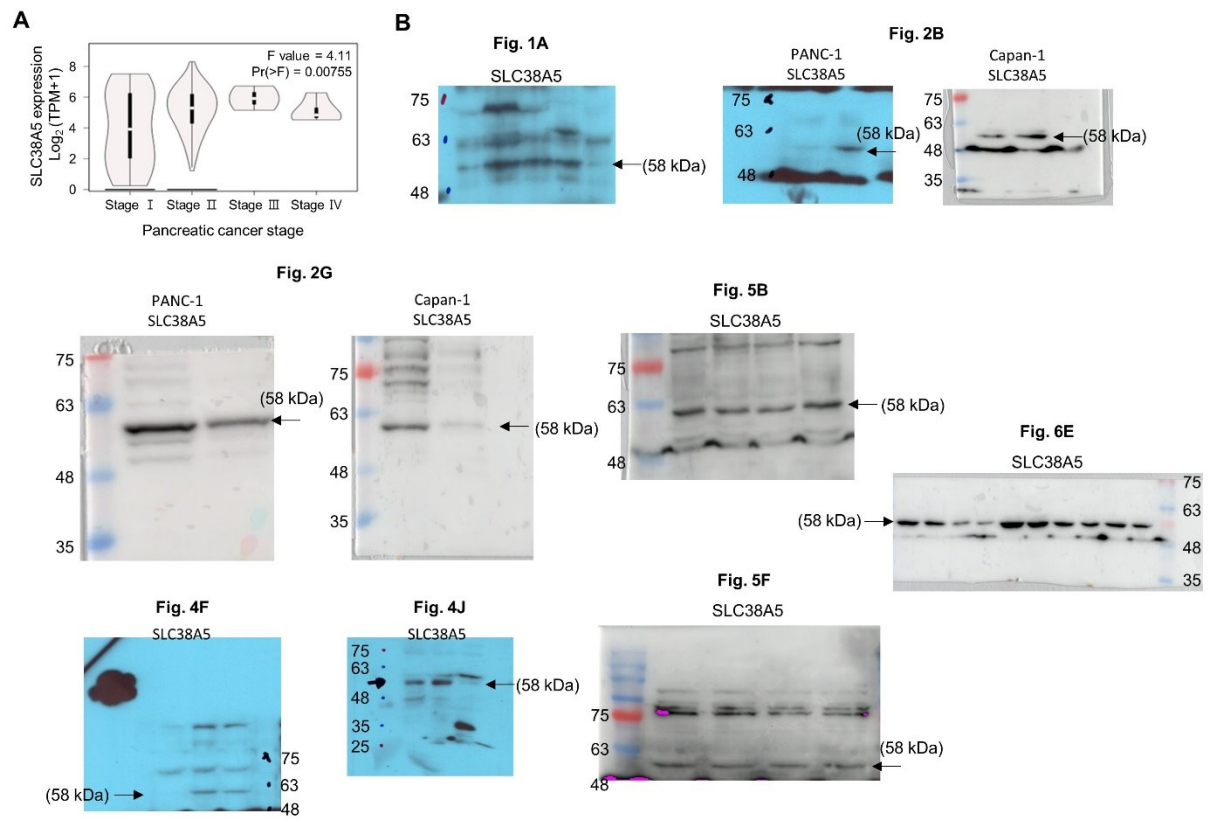 A
F value = 4.11
Pr(>F) = 0.00755
SLC38A5 expression
Log2 (TPM+1)
8
6
4
2
0
Stage I
Stage II
Stage III
Stage IV
Pancreatic cancer stage
B
Fig. 1A
SLC38A5
75
63
48
(58 kDa)
Fig. 2B
PANC-1
SLC38A5
75
63
48
(58 kDa)
Capan-1
SLC38A5
75
63
48
35
(58 kDa)
Fig. 2G
PANC-1
SLC38A5
75
63
48
35
(58 kDa)
Capan-1
SLC38A5
75
63
48
35
(58 kDa)
Fig. 5B
SLC38A5
75
63
48
(58 kDa)
Fig. 6E
SLC38A5
(58 kDa)
75
63
48
35
Fig. 4F
SLC38A5
(58 kDa)
75
63
48
Fig. 4J
SLC38A5
75
63
48
35
25
(58 kDa)
Fig. 5F
SLC38A5
75
63
48
(58 kDa)